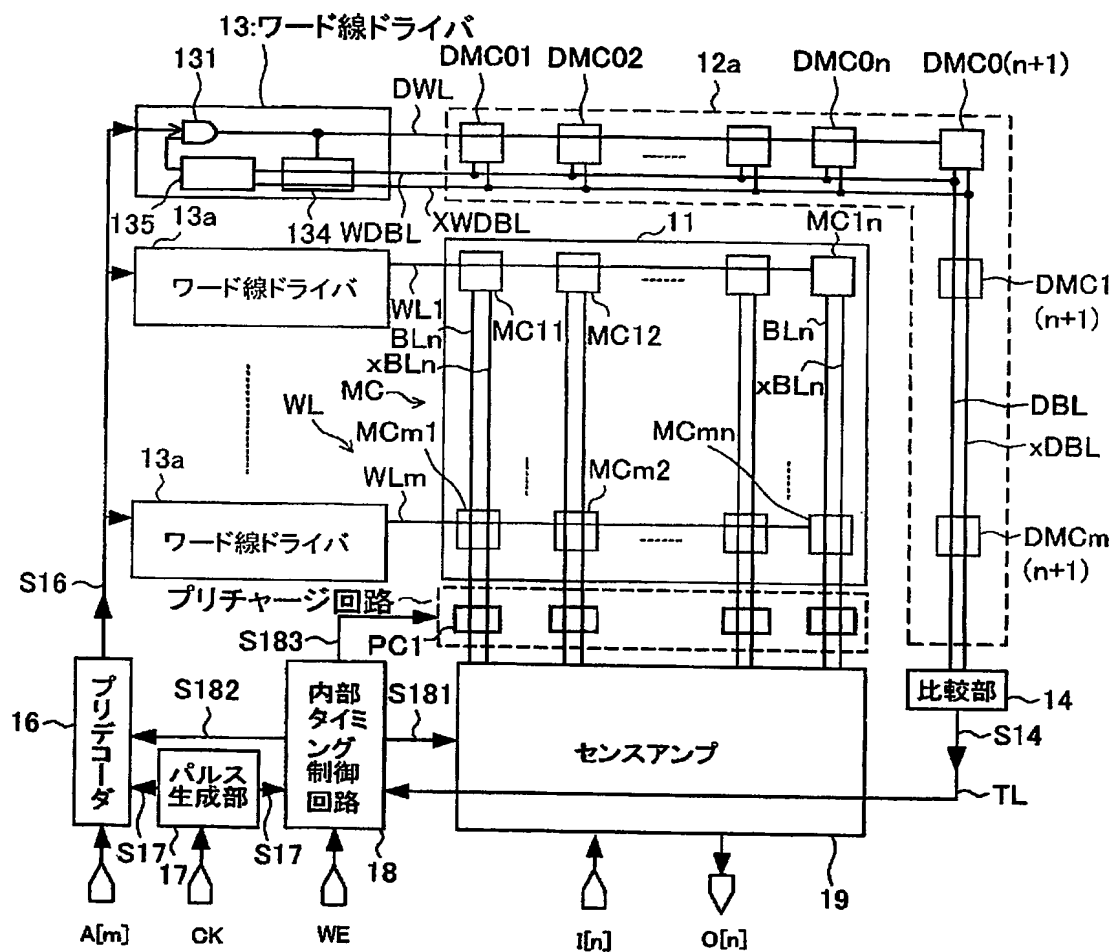 13:ワード線ドライバ
131
DWL
DMC01
DMC02
12a
DMC0n
DMC0(n+1)
135
13a
134
WDBL
XWDBL
11
MC1n
ワード線ドライバ
WL1
BLn
xBLn
MC11
MC12
BLn
xBLn
DMC1
(n+1)
MC
WL
MCm1
DBL
xDBL
13a
WLm
MCm2
MCmn
ワード線ドライバ
DMCm
(n+1)
S16
プリチャージ回路
S183
PC1
16
プリデコーダ
S182
内部
タイミ
ング
制御
回路
S181
センスアンプ
比較部
14
S14
TL
パルス
生成部
S17
17
S17
18
19
A[m]
CK
WE
I[n]
O[n]